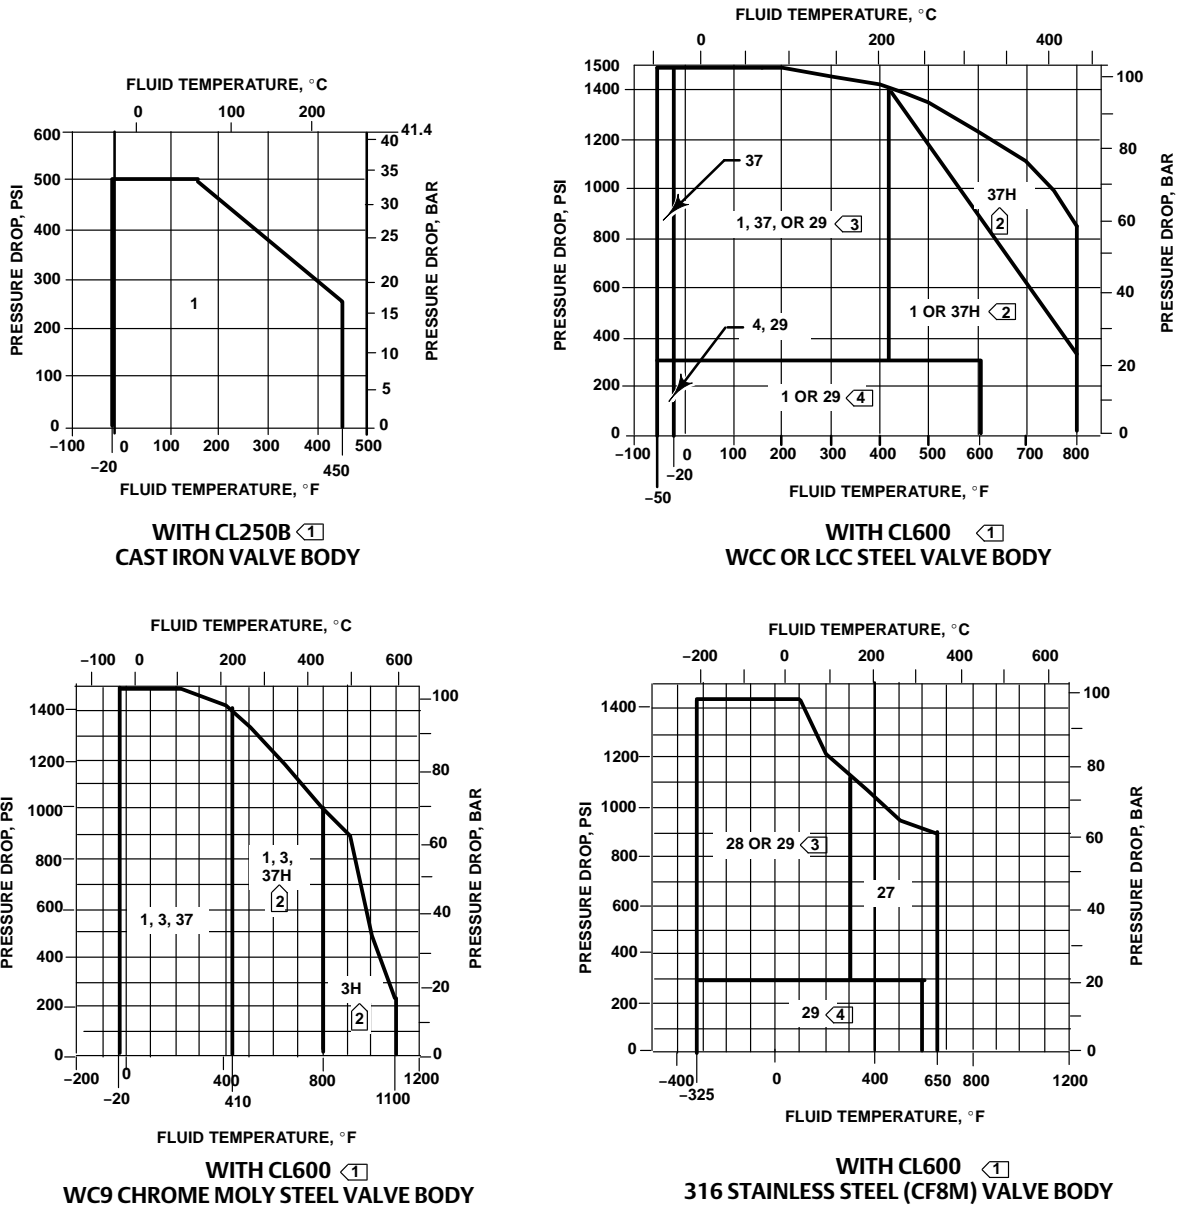 FLUID TEMPERATURE, °C
0 100 200
600
500
400
300
200
100
0
41.4
40
35
30
25
20
15
10
5
0
PRESSURE DROP, PSI
PRESSURE DROP, BAR
1
–100 0 100 200 300 400 500
–20 450
FLUID TEMPERATURE, °F
WITH CL250B 1
CAST IRON VALVE BODY
FLUID TEMPERATURE, °C
0 200 400
1500
1400
1200
1000
800
600
400
200
0
100
80
60
40
20
0
PRESSURE DROP, PSI
PRESSURE DROP, BAR
37
37H
2
1, 37, OR 29 3
1 OR 37H 2
4, 29
1 OR 29 4
–100 0 100 200 300 400 500 600 700 800
–20
–50
FLUID TEMPERATURE, °F
WITH CL600 1
WCC OR LCC STEEL VALVE BODY
FLUID TEMPERATURE, °C
–100 0 200 400 600
1400
1200
1000
800
600
400
200
0
100
80
60
40
20
0
PRESSURE DROP, PSI
PRESSURE DROP, BAR
1, 3,
37H
2
1, 3, 37
3H
2
–200 0 400 800 1200
–20 410 1100
FLUID TEMPERATURE, °F
WITH CL600 1
WC9 CHROME MOLY STEEL VALVE BODY
FLUID TEMPERATURE, °C
–200 0 200 400 600
1400
1200
1000
800
600
400
200
0
100
80
60
40
20
0
PRESSURE DROP, PSI
PRESSURE DROP, BAR
28 OR 29 3
27
29 4
–400 0 400 650 800 1200
–325
FLUID TEMPERATURE, °F
WITH CL600 1
316 STAINLESS STEEL (CF8M) VALVE BODY